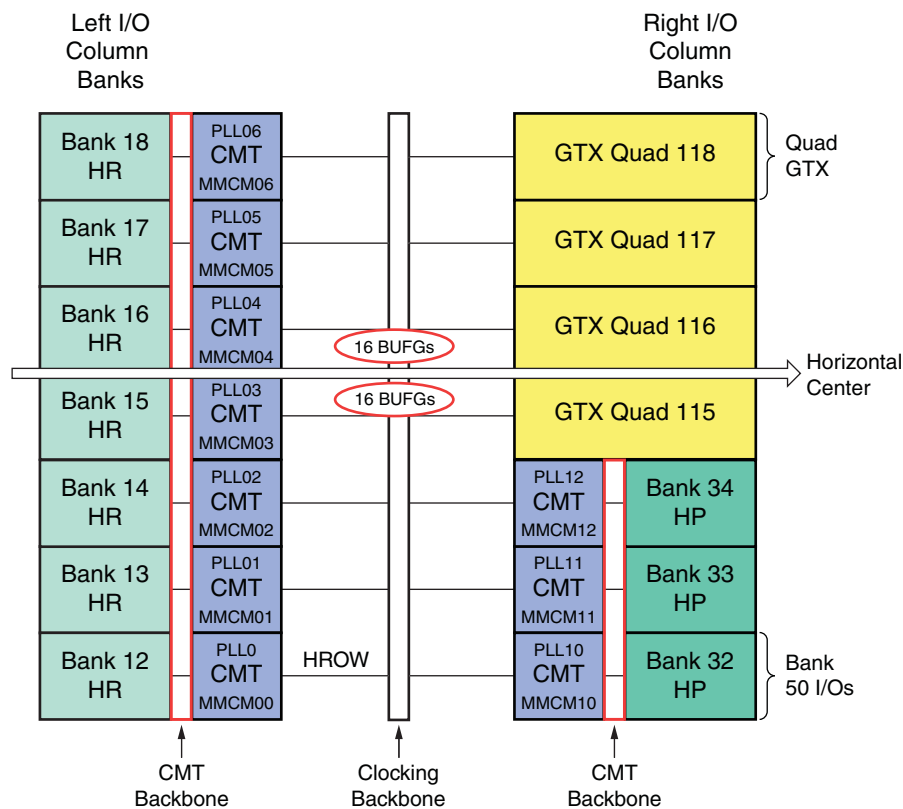 Left I/O
Column
Banks
Right I/O
Column
Banks
Bank 18
HR
PLL06
CMT
MMCM06
GTX Quad 118
Quad
GTX
Bank 17
HR
PLL05
CMT
MMCM05
GTX Quad 117
Bank 16
HR
PLL04
CMT
MMCM04
16 BUFGs
GTX Quad 116
Horizontal
Center
Bank 15
HR
PLL03
CMT
MMCM03
16 BUFGs
GTX Quad 115
Bank 14
HR
PLL02
CMT
MMCM02
PLL12
CMT
MMCM12
Bank 34
HP
Bank 13
HR
PLL01
CMT
MMCM01
PLL11
CMT
MMCM11
Bank 33
HP
Bank 12
HR
PLL0
CMT
MMCM00
HROW
PLL10
CMT
MMCM10
Bank 32
HP
Bank
50 I/Os
CMT
Backbone
Clocking
Backbone
CMT
Backbone